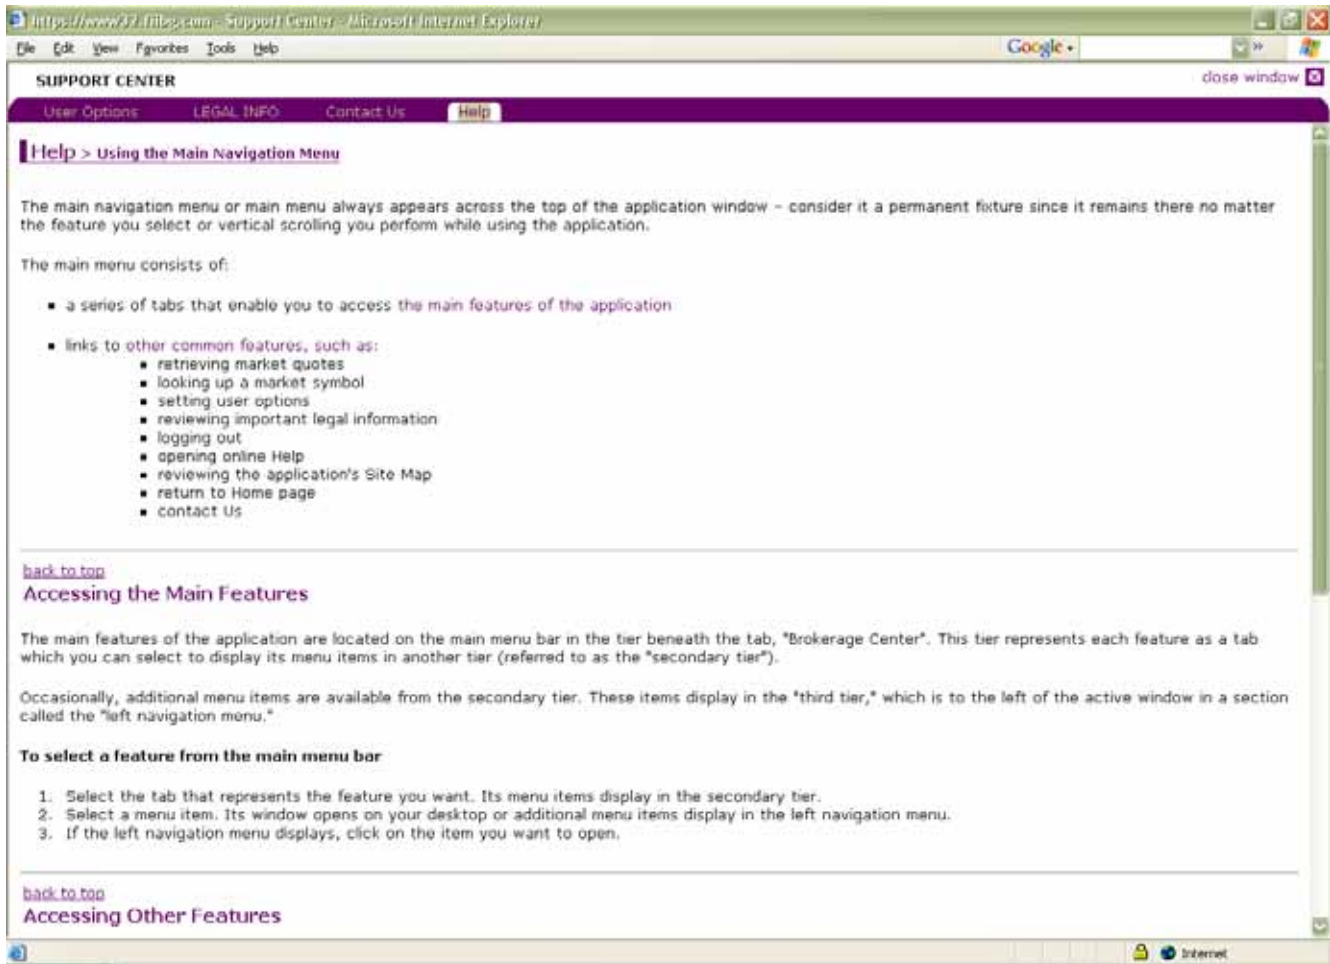 https://www37.fiibg.com - Support Center - Microsoft Internet Explorer
File Edit View Favorites Tools Help
Google
»
SUPPORT CENTER
close window
User Options LEGAL INFO Contact Us Help
Help > Using the Main Navigation Menu
The main navigation menu or main menu always appears across the top of the application window – consider it a permanent fixture since it remains there no matter
the feature you select or vertical scrolling you perform while using the application.
The main menu consists of:
▪ a series of tabs that enable you to access the main features of the application
▪ links to other common features, such as:
▪ retrieving market quotes
▪ looking up a market symbol
▪ setting user options
▪ reviewing important legal information
▪ logging out
▪ opening online Help
▪ reviewing the application's Site Map
▪ return to Home page
▪ contact Us
back to top
Accessing the Main Features
The main features of the application are located on the main menu bar in the tier beneath the tab, "Brokerage Center". This tier represents each feature as a tab
which you can select to display its menu items in another tier (referred to as the "secondary tier").
Occasionally, additional menu items are available from the secondary tier. These items display in the "third tier," which is to the left of the active window in a section
called the "left navigation menu."
To select a feature from the main menu bar
1. Select the tab that represents the feature you want. Its menu items display in the secondary tier.
2. Select a menu item. Its window opens on your desktop or additional menu items display in the left navigation menu.
3. If the left navigation menu displays, click on the item you want to open.
back to top
Accessing Other Features
Internet